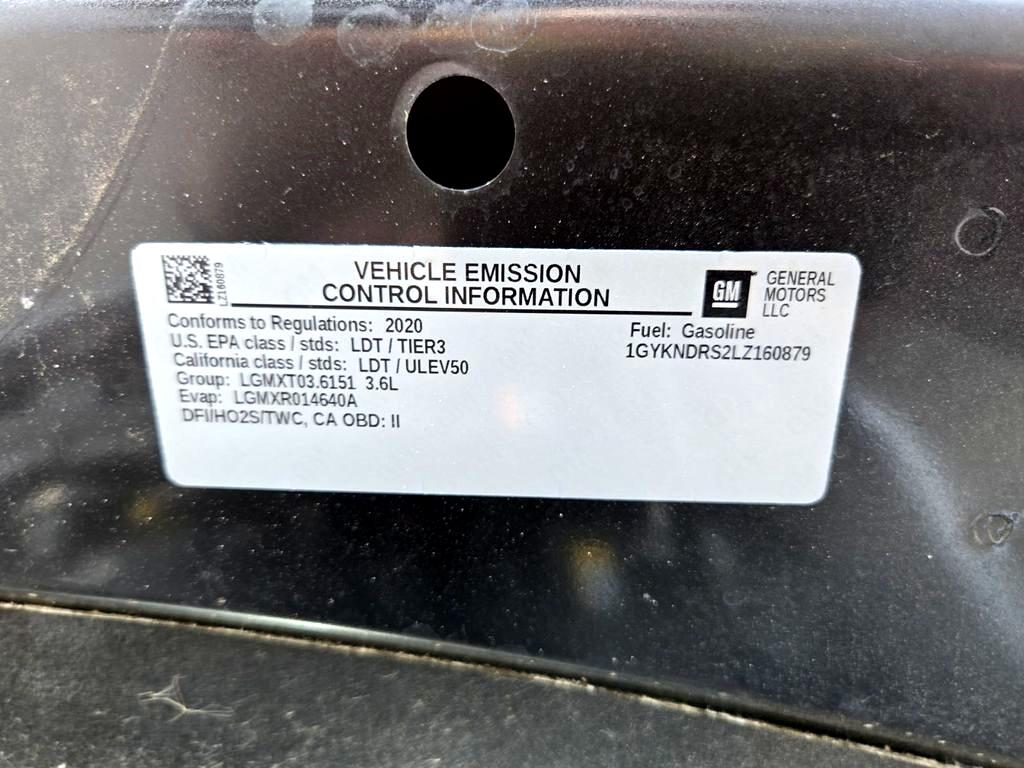 LZ160879
VEHICLE EMISSION
CONTROL INFORMATION
GM
GENERAL
MOTORS
LLC
Conforms to Regulations: 2020
U.S. EPA class / stds: LDT / TIER3
California class / stds: LDT / ULEV50
Group: LGMXT03.6151 3.6L
Evap: LGMXR014640A
DFI/HO2S/TWC, CA OBD: II
Fuel: Gasoline
1GYKNDRS2LZ160879